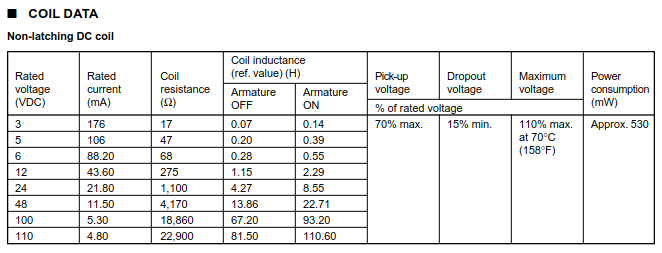 ■ COIL DATA
Non-latching DC coil
Rated voltage (VDC) | Rated current (mA) | Coil resistance (Ω) | Coil inductance (ref. value) (H) | Pick-up voltage | Dropout voltage | Maximum voltage | Power consumption (mW)
Armature OFF | Armature ON | % of rated voltage
3 | 176 | 17 | 0.07 | 0.14 | 70% max. | 15% min. | 110% max. at 70°C (158°F) | Approx. 530
5 | 106 | 47 | 0.20 | 0.39
6 | 88.20 | 68 | 0.28 | 0.55
12 | 43.60 | 275 | 1.15 | 2.29
24 | 21.80 | 1,100 | 4.27 | 8.55
48 | 11.50 | 4,170 | 13.86 | 22.71
100 | 5.30 | 18,860 | 67.20 | 93.20
110 | 4.80 | 22,900 | 81.50 | 110.60